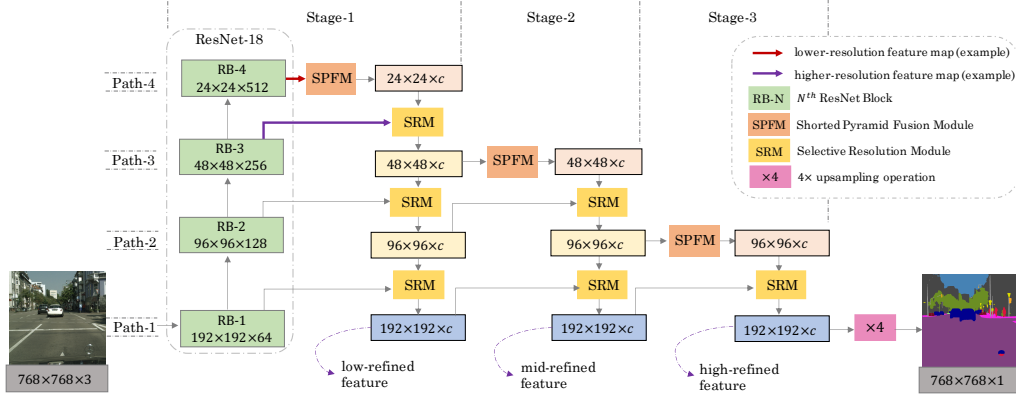 Stage-1
Stage-2
Stage-3
ResNet-18
Path-4
RB-4
24×24×512
SPFM
24×24×c
SRM
Path-3
RB-3
48×48×256
48×48×c
SPFM
48×48×c
SRM
SRM
Path-2
RB-2
96×96×128
96×96×c
96×96×c
SPFM
96×96×c
SRM
SRM
SRM
Path-1
RB-1
192×192×64
192×192×c
192×192×c
192×192×c
×4
low-refined
feature
mid-refined
feature
high-refined
feature
768×768×3
768×768×1
lower-resolution feature map (example)
higher-resolution feature map (example)
RB-N
Nth ResNet Block
SPFM
Shorted Pyramid Fusion Module
SRM
Selective Resolution Module
×4
4× upsampling operation